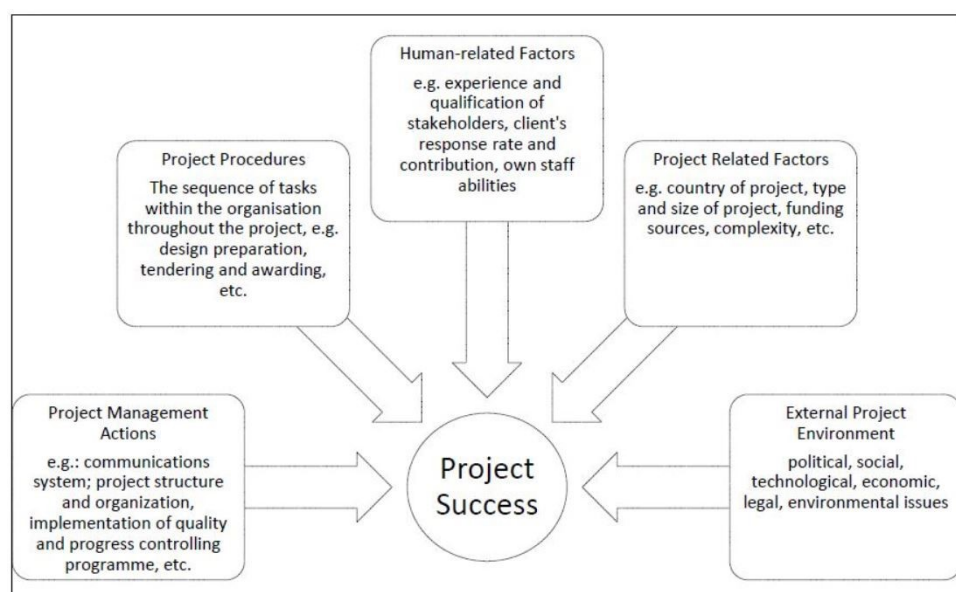 Human-related Factors
e.g. experience and
qualification of
stakeholders, client's
response rate and
contribution, own staff
abilities
Project Procedures
The sequence of tasks
within the organisation
throughout the project, e.g.
design preparation,
tendering and awarding,
etc.
Project Related Factors
e.g. country of project, type
and size of project, funding
sources, complexity, etc.
Project Management
Actions
e.g.: communications
system; project structure
and organization,
implementation of quality
and progress controlling
programme, etc.
Project
Success
External Project
Environment
political, social,
technological, economic,
legal, environmental issues